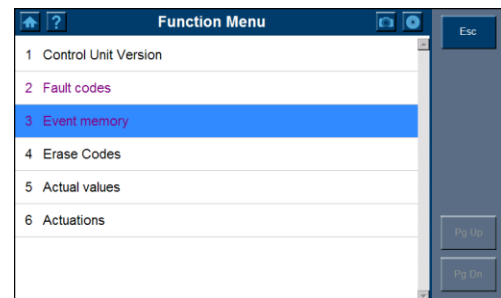 ? Function Menu
Esc
1 Control Unit Version
2 Fault codes
3 Event memory
4 Erase Codes
5 Actual values
6 Actuations
Pg Up
Pg Dn